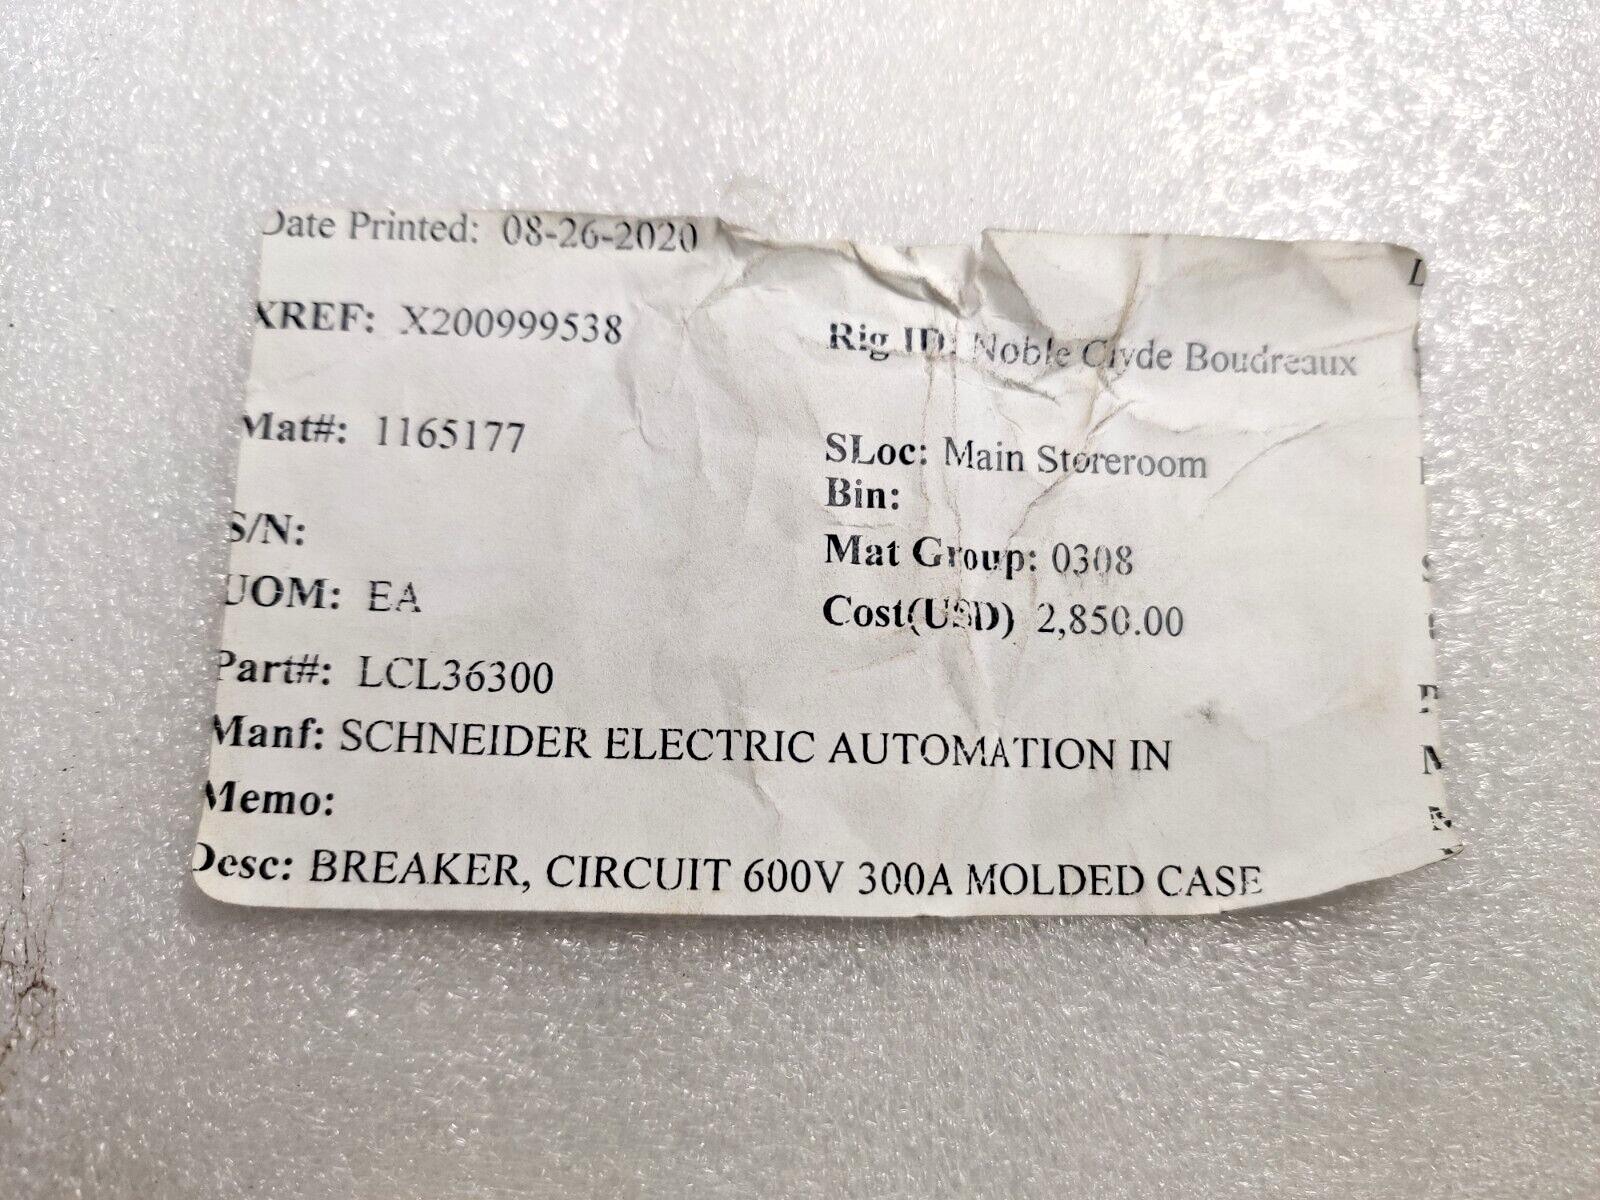 Date Printed: 08-26-2020
XREF: X200999538
Rig ID: Noble Clyde Boudreaux
Mat#: 1165177
SLoc: Main Storeroom
Bin:
S/N:
Mat Group: 0308
UOM: EA
Cost(USD) 2,850.00
Part#: LCL36300
Manf: SCHNEIDER ELECTRIC AUTOMATION IN
Memo:
Desc: BREAKER, CIRCUIT 600V 300A MOLDED CASE